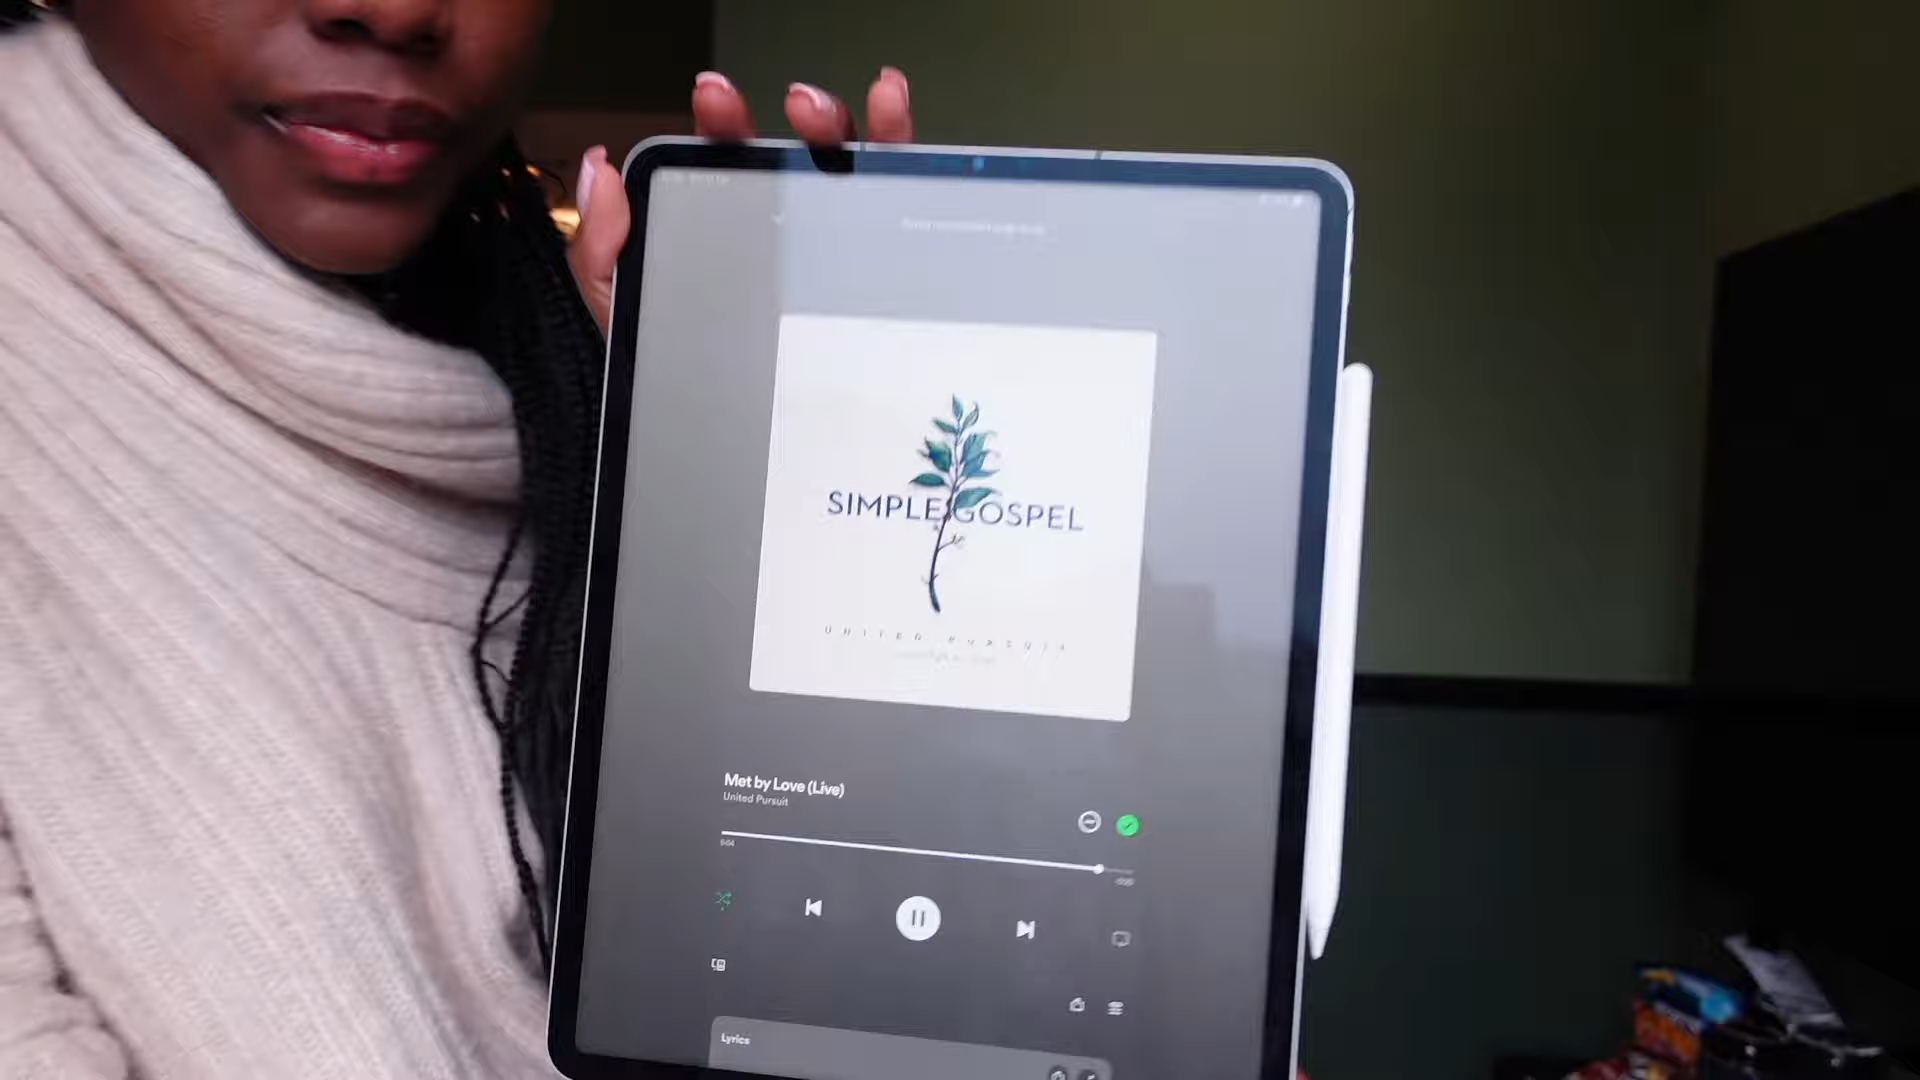 SIMPLE GOSPEL
UNITED PURSUIT
Met by Love (Live)
United Pursuit
Lyrics